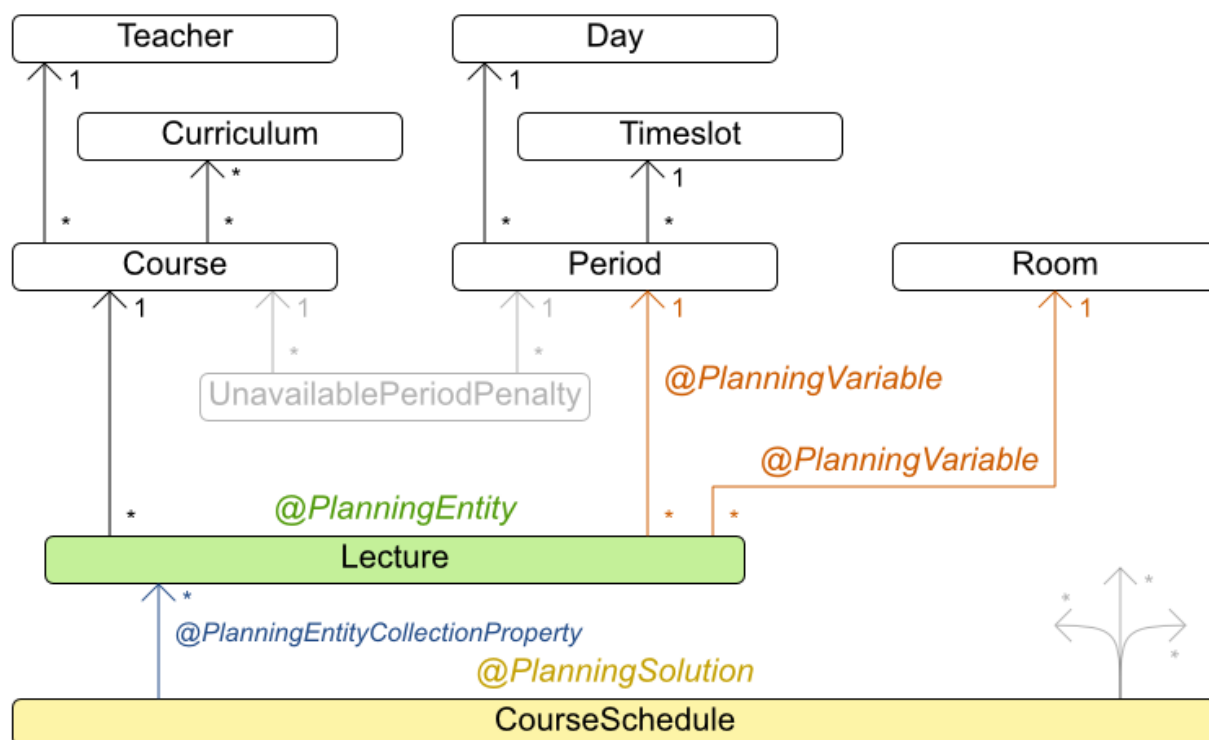 Teacher
Day
1
1
Curriculum
Timeslot
*
1
*
*
*
*
Course
Period
Room
1
1
1
1
1
*
*
UnavailablePeriodPenalty
@PlanningVariable
@PlanningVariable
@PlanningEntity
*
*
*
Lecture
*
*
*
@PlanningEntityCollectionProperty
*
@PlanningSolution
CourseSchedule